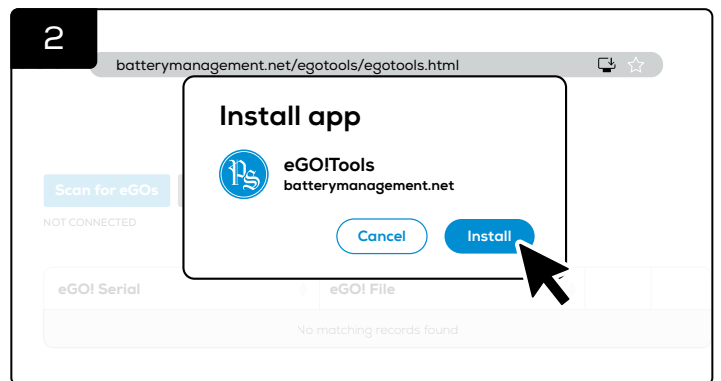 2
batterymanagement.net/egotools/egotools.html
Install app
PS
eGO!Tools
batterymanagement.net
Cancel
Install
Scan for eGOs
NOT CONNECTED
eGO! Serial
eGO! File
No matching records found